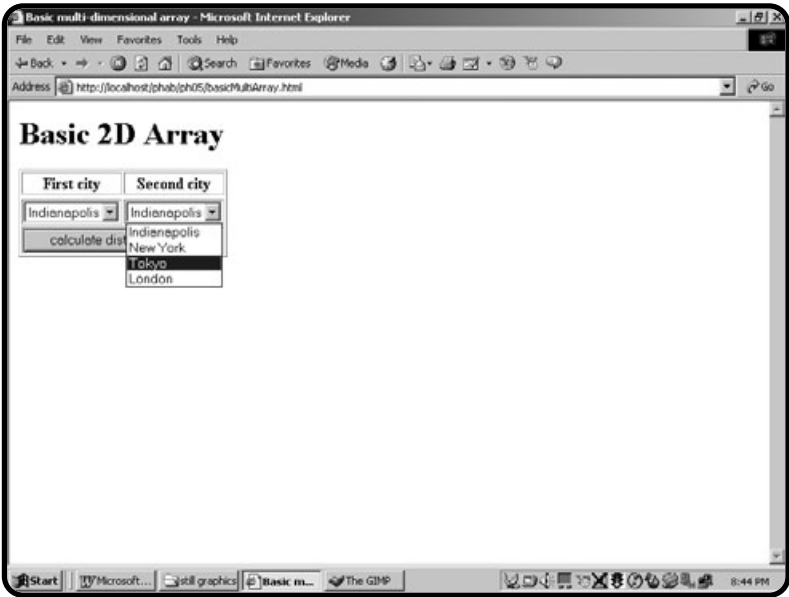 Basic multi-dimensional array - Microsoft Internet Explorer
File Edit View Favorites Tools Help
Back Search Favorites Media
Address http://localhost/phab/ph05/basicMultiArray.html Go
Basic 2D Array
First city Second city
Indianapolis Indianapolis
calculate dist
Indianapolis
New York
Tokyo
London
Start Microsoft... still graphics Basic m... The GIMP 8:44 PM